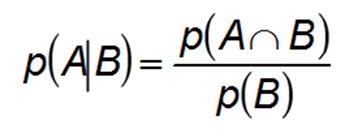 p(A|B) = p(A∩B) / p(B)